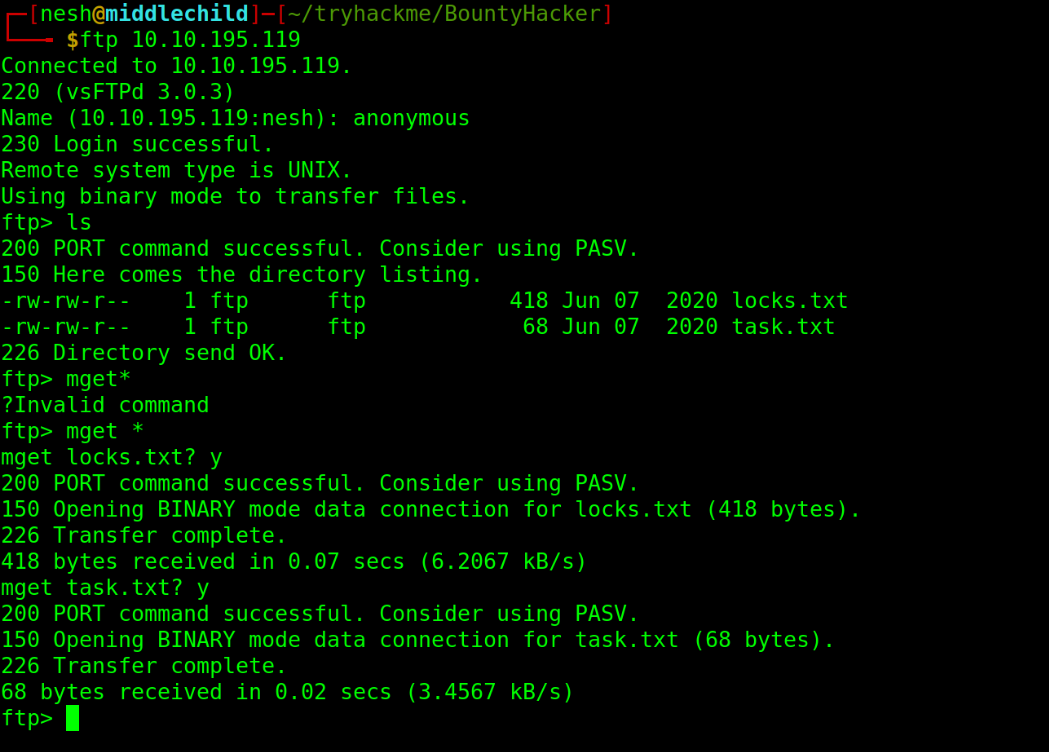 ┌─[nesh@middlechild]─[~/tryhackme/BountyHacker]
└──╼ $ftp 10.10.195.119
Connected to 10.10.195.119.
220 (vsFTPd 3.0.3)
Name (10.10.195.119:nesh): anonymous
230 Login successful.
Remote system type is UNIX.
Using binary mode to transfer files.
ftp> ls
200 PORT command successful. Consider using PASV.
150 Here comes the directory listing.
-rw-rw-r--    1 ftp      ftp           418 Jun 07  2020 locks.txt
-rw-rw-r--    1 ftp      ftp            68 Jun 07  2020 task.txt
226 Directory send OK.
ftp> mget*
?Invalid command
ftp> mget *
mget locks.txt? y
200 PORT command successful. Consider using PASV.
150 Opening BINARY mode data connection for locks.txt (418 bytes).
226 Transfer complete.
418 bytes received in 0.07 secs (6.2067 kB/s)
mget task.txt? y
200 PORT command successful. Consider using PASV.
150 Opening BINARY mode data connection for task.txt (68 bytes).
226 Transfer complete.
68 bytes received in 0.02 secs (3.4567 kB/s)
ftp>